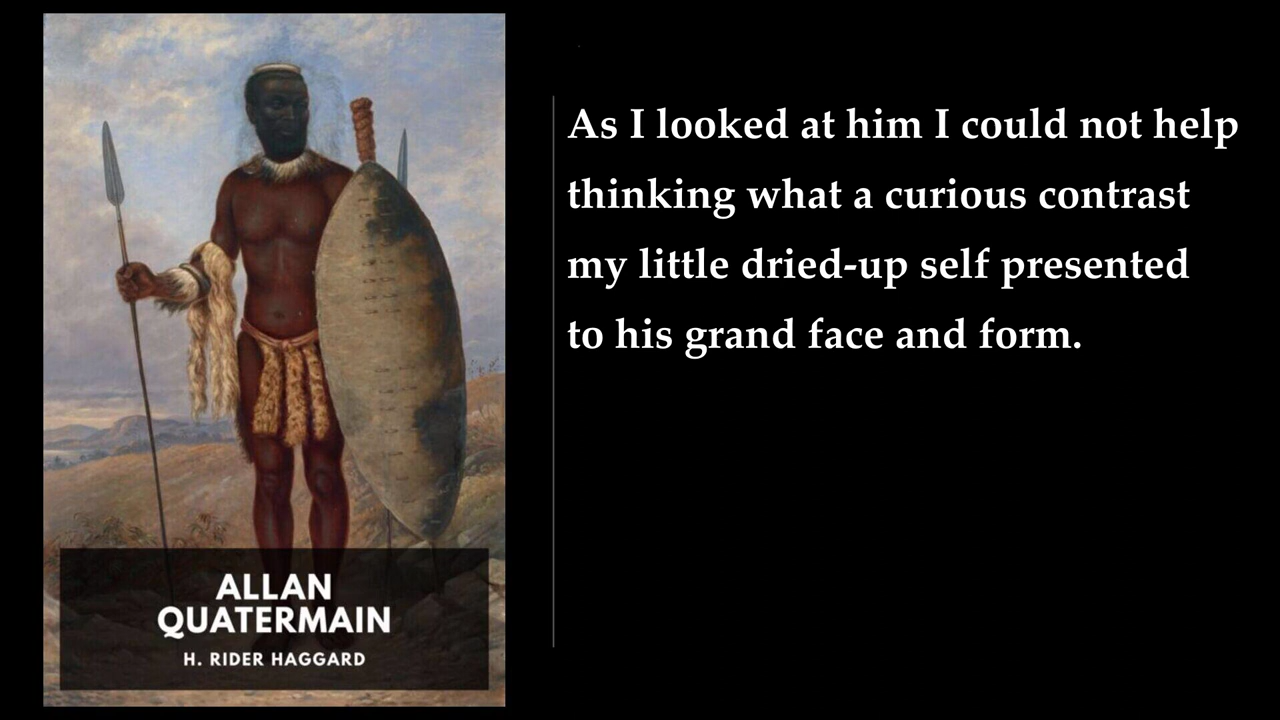 ALLAN
QUATERMAIN
H. RIDER HAGGARD
As I looked at him I could not help
thinking what a curious contrast
my little dried-up self presented
to his grand face and form.